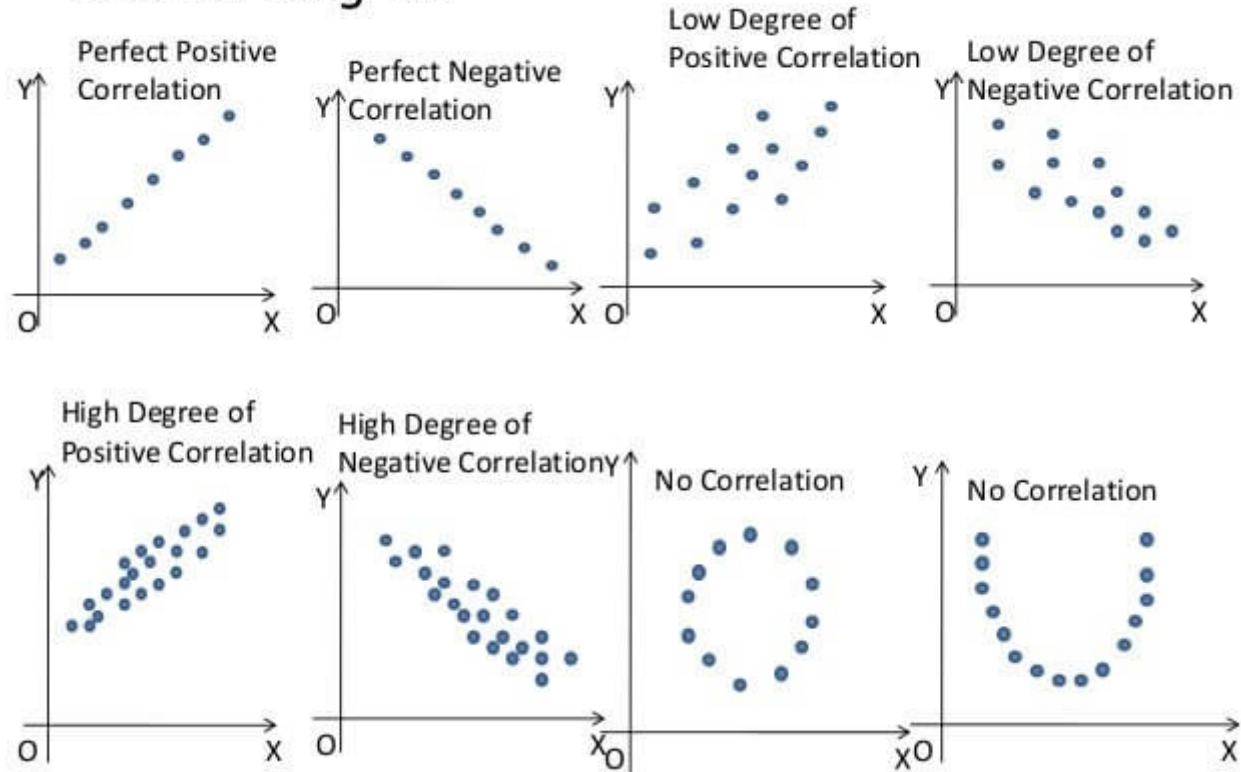 Perfect Positive
Correlation
Y
O
X
Perfect Negative
Correlation
Y
O
X
Low Degree of
Positive Correlation
Y
O
X
Low Degree of
Negative Correlation
Y
O
X
High Degree of
Positive Correlation
Y
O
X
High Degree of
Negative Correlation
Y
O
X
No Correlation
Y
O
X
No Correlation
Y
O
X